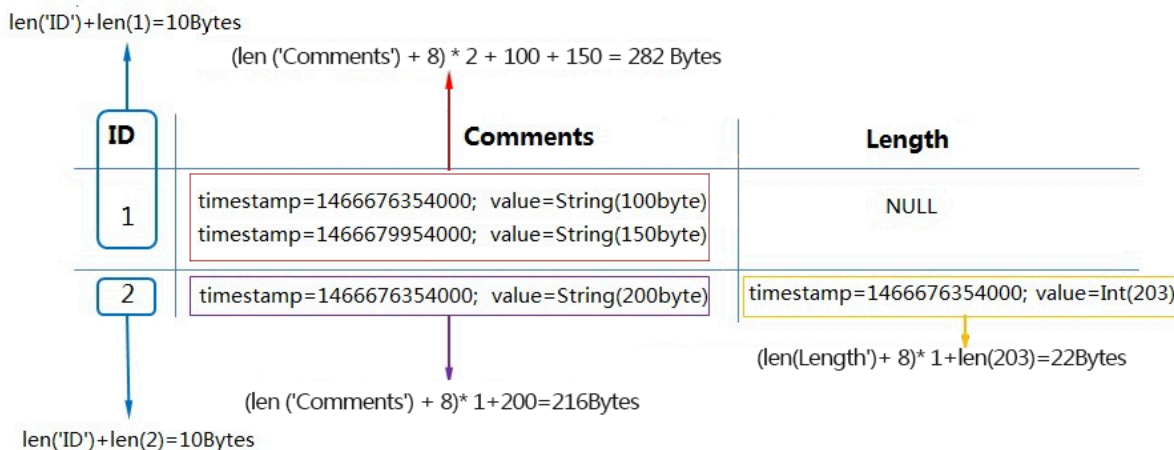 len('ID')+len(1)=10Bytes
(len ('Comments') + 8) * 2 + 100 + 150 = 282 Bytes
ID Comments Length
1 timestamp=1466676354000; value=String(100byte) NULL
timestamp=1466679954000; value=String(150byte)
2 timestamp=1466676354000; value=String(200byte) timestamp=1466676354000; value=Int(203)
(len(Length')+ 8)* 1+len(203)=22Bytes
(len ('Comments') + 8)* 1+200=216Bytes
len('ID')+len(2)=10Bytes